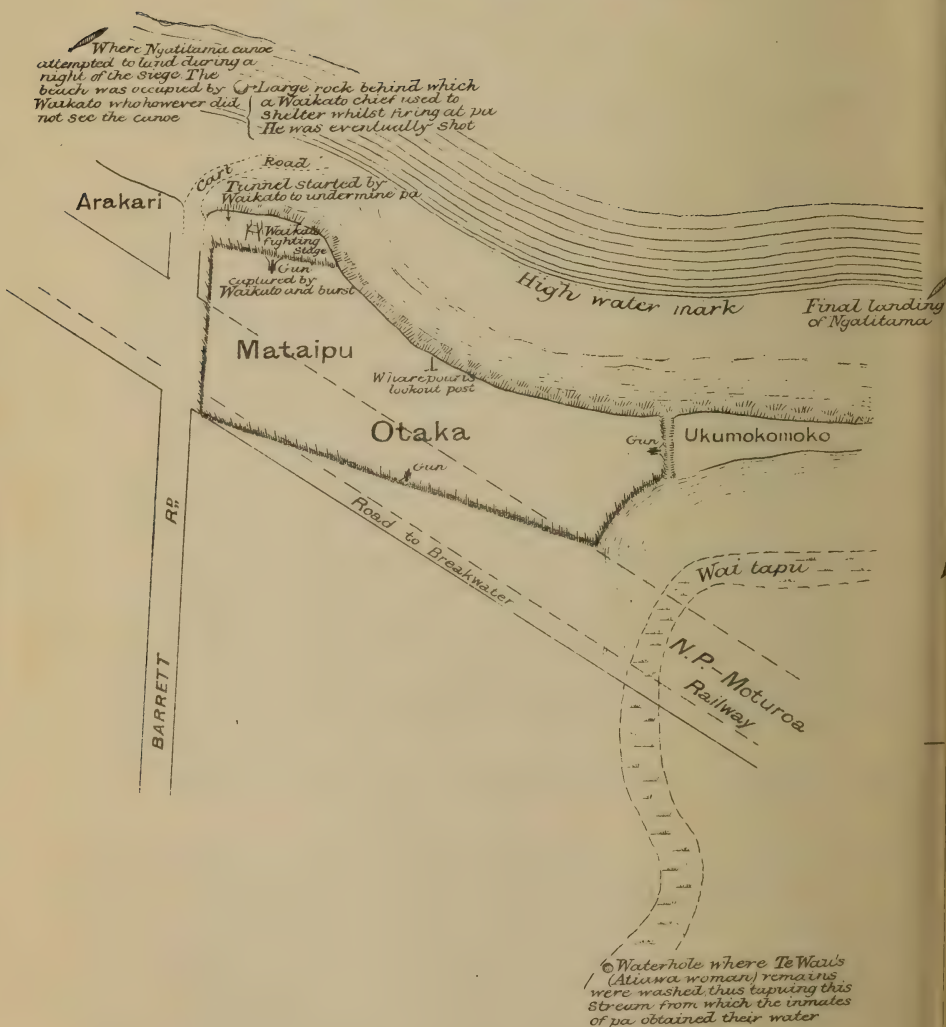 Where Ngatitama canoe
attempted to land during a
night of the siege The
beach was occupied by
Waikato who however did
not see the canoe
Large rock behind which
a Waikato chief used to
shelter whilst firing at pa
He was eventually shot
Cart Road
Arakari
Tunnel started by
Waikato to undermine pa
Waikato
fighting
Stage
Gun
captured by
Waikato and burst
High water mark
Final landing
of Ngatitama
Mataipu
Wharepouri's
lookout post
Otaka
Gun
Ukumokomoko
Gun
Road to Breakwater
BARRETT RD.
Wai tapu
N.P.-Moturoa
Railway
Waterhole where Te Waui's
(Atiawa woman) remains
were washed thus tapuing this
Stream from which the inmates
of pa obtained their water